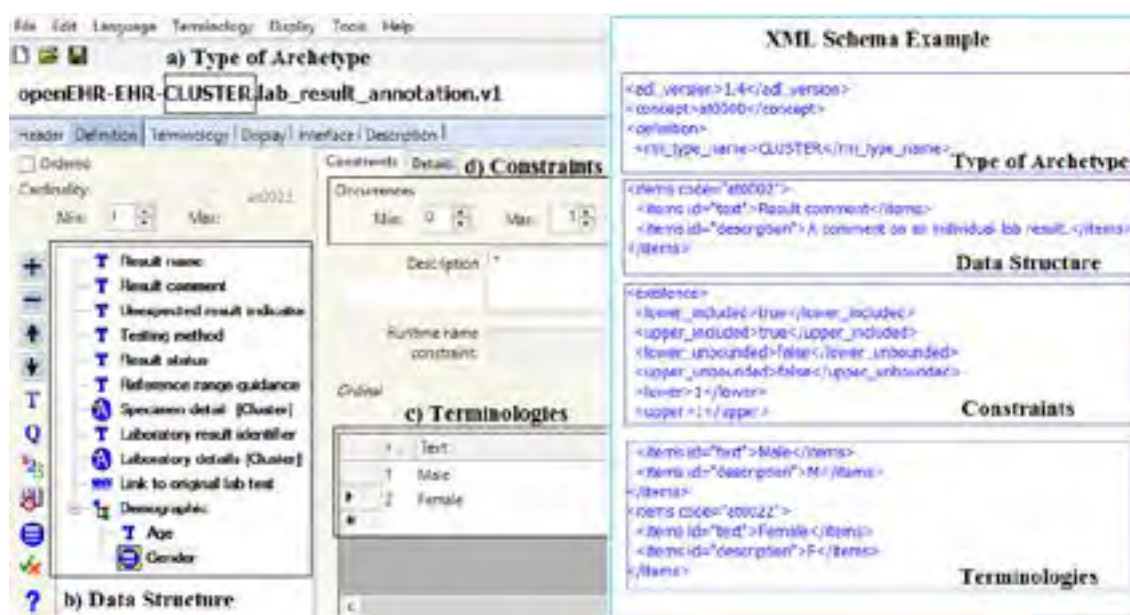 File Edit Language Terminology Display Tools Help
a) Type of Archetype
openEHR-EHR-CLUSTER.lab_result_annotation.v1
Header Definition Terminology Display Interface Description
Ordered
Cardinality
Min: 1 Max:
b) Data Structure
Result name
Result comment
Unexpected result indicator
Testing method
Result status
Reference range guidance
Specimen detail [Cluster]
Laboratory result identifier
Laboratory details [Cluster]
Link to original lab test
Demographic
Age
Gender
Constraints Details d) Constraints
Occurrences
Min: 0 Max: 1
Description *
Runtime name
constraint:
Ordinal
c) Terminologies
Text
1 Male
2 Female
XML Schema Example
<adl_version>1.4</adl_version>
<concept>at0000</concept>
<definition>
<rm_type_name>CLUSTER</rm_type_name>
Type of Archetype
<items code="at0002">
<items id="text">Result comment</items>
<items id="description">A comment on an individual lab result.</items>
</items>
Data Structure
<existence>
<lower_included>true</lower_included>
<upper_included>true</upper_included>
<lower_unbounded>false</lower_unbounded>
<upper_unbounded>false</upper_unbounded>
<lower>1</lower>
<upper>1</upper>
Constraints
<items id="text">Male</items>
<items id="description">M</items>
</items>
<items code="at0022">
<items id="text">Female</items>
<items id="description">F</items>
</items>
Terminologies